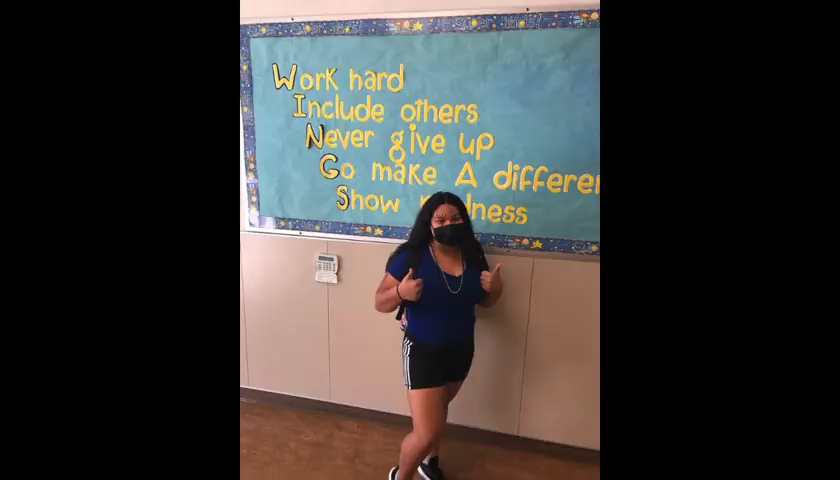 Work hard
Include others
Never give up
Go make A differen
Show